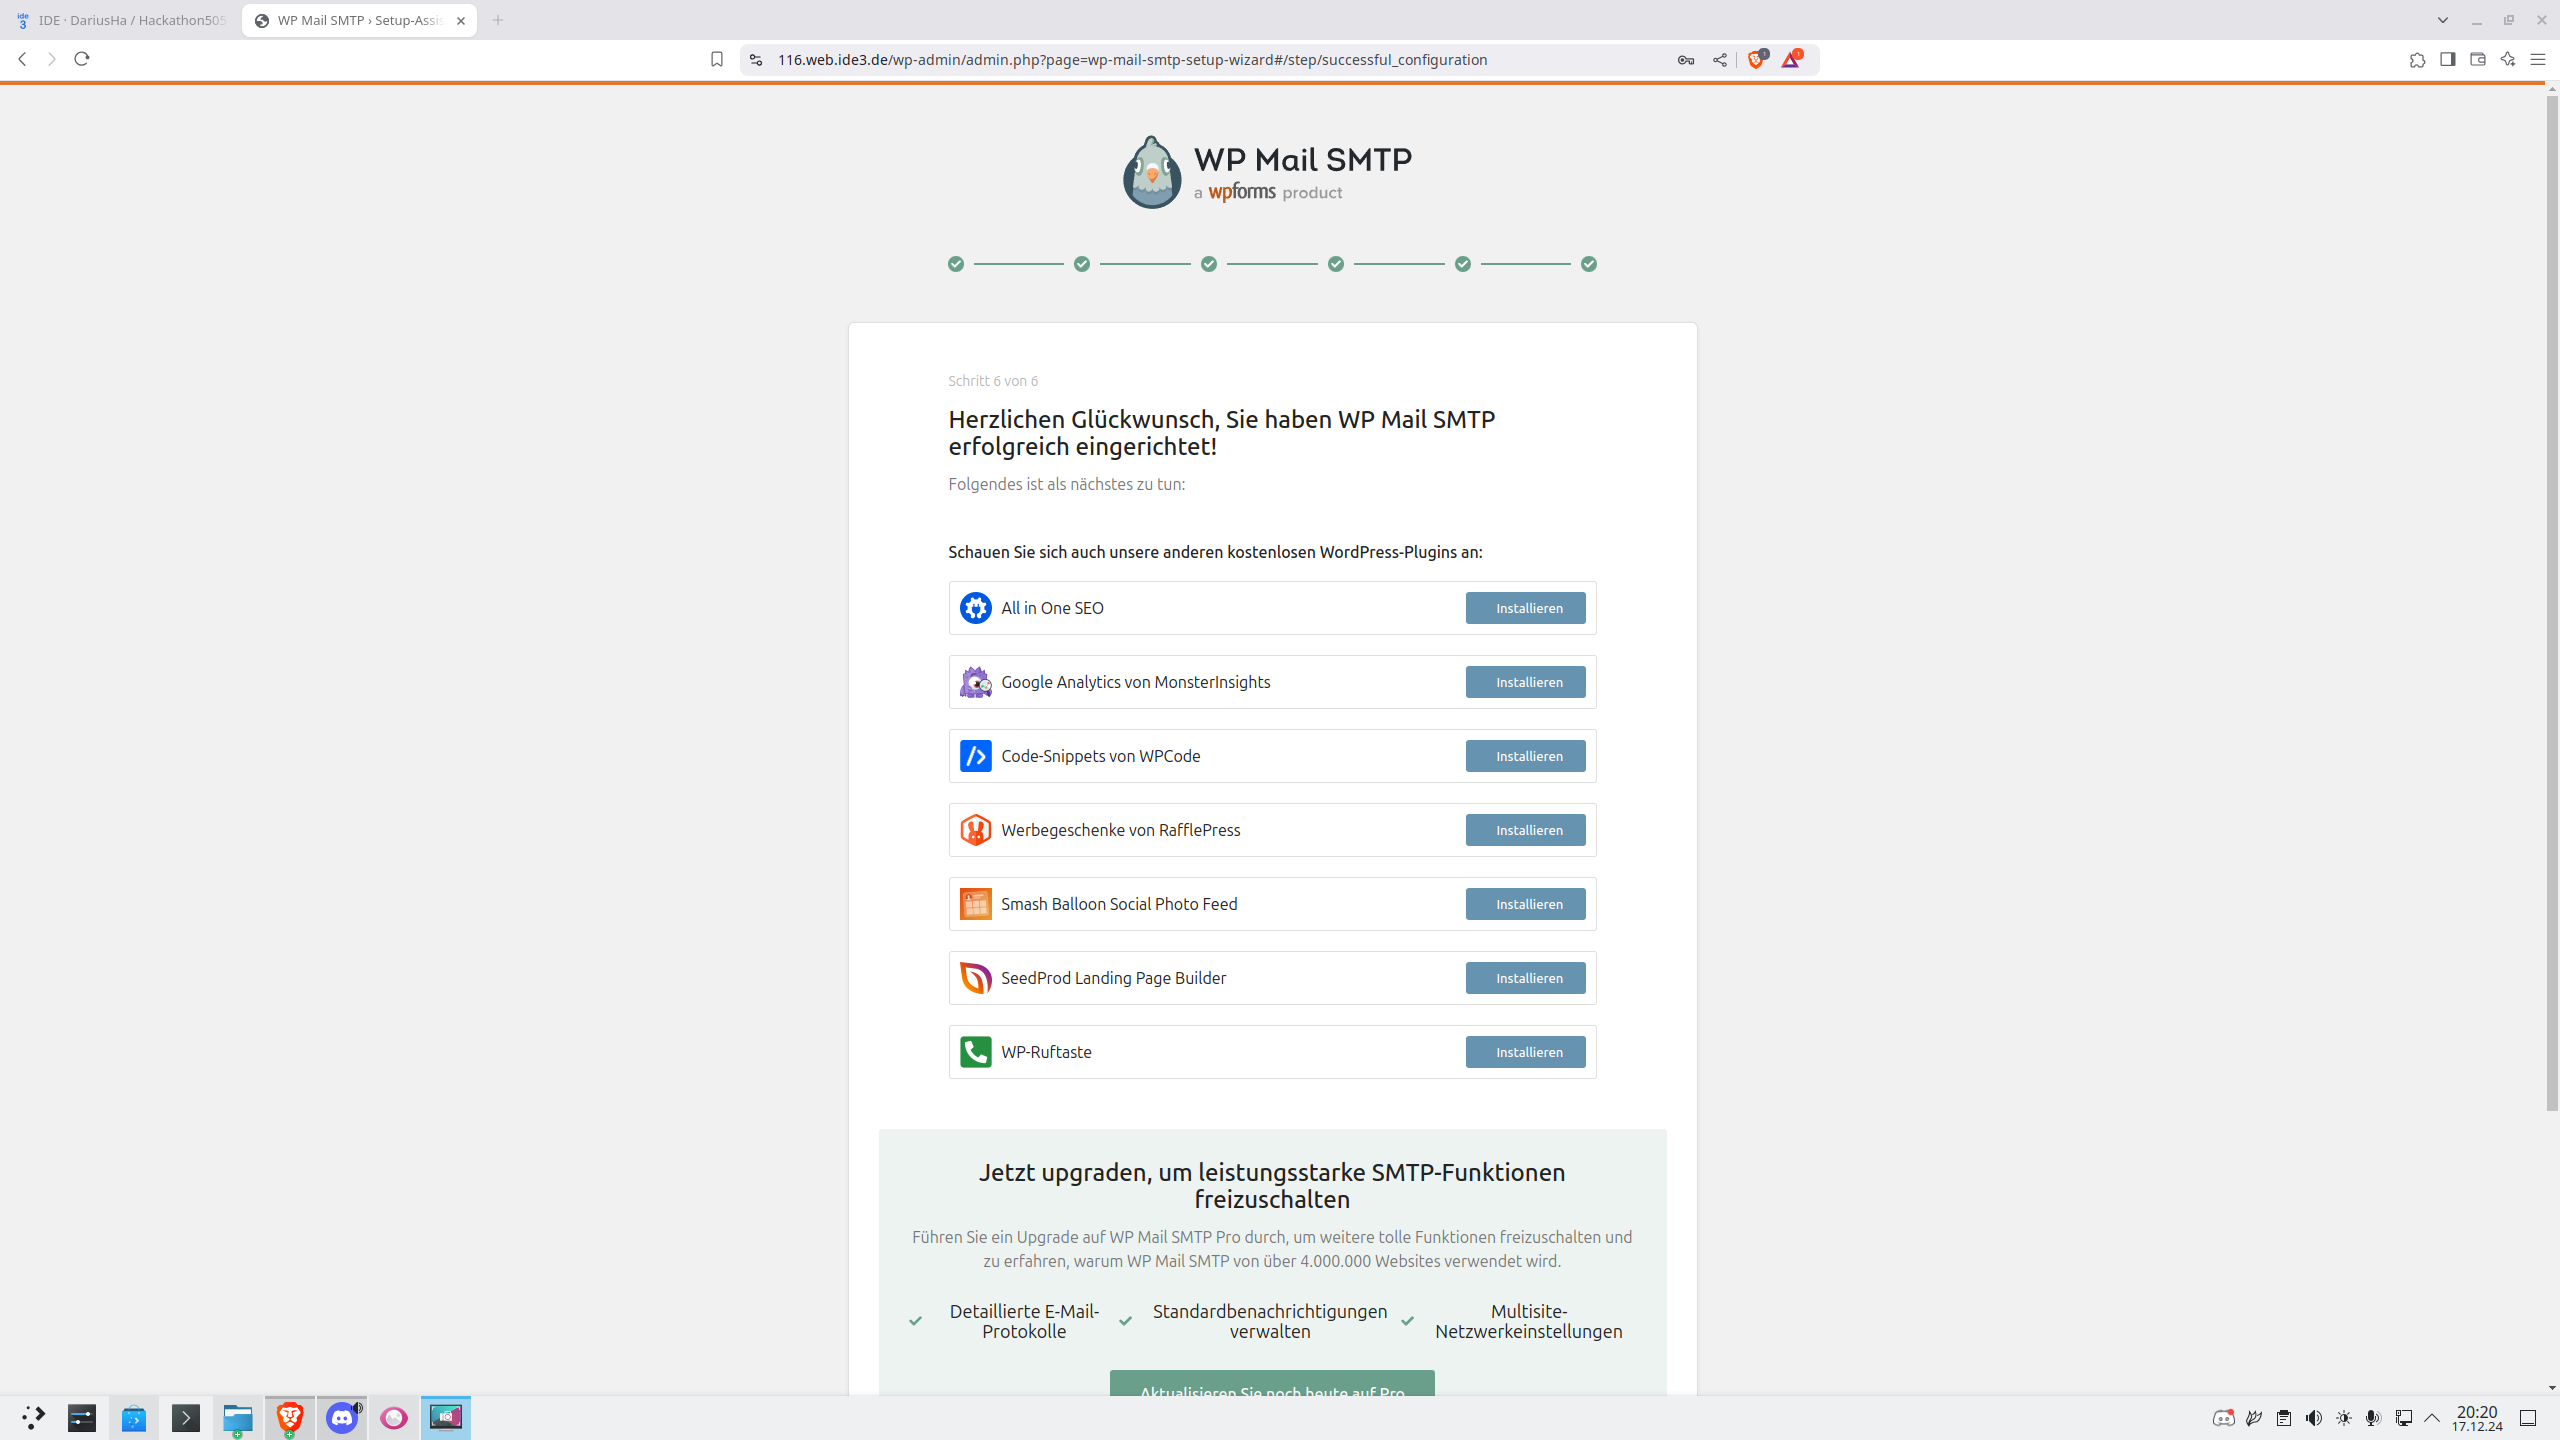 IDE · DariusHa / Hackathon505
WP Mail SMTP › Setup-Assis
116.web.ide3.de/wp-admin/admin.php?page=wp-mail-smtp-setup-wizard#/step/successful_configuration
WP Mail SMTP
a wpforms product
Schritt 6 von 6
Herzlichen Glückwunsch, Sie haben WP Mail SMTP
erfolgreich eingerichtet!
Folgendes ist als nächstes zu tun:
Schauen Sie sich auch unsere anderen kostenlosen WordPress-Plugins an:
All in One SEO
Installieren
Google Analytics von MonsterInsights
Installieren
Code-Snippets von WPCode
Installieren
Werbegeschenke von RafflePress
Installieren
Smash Balloon Social Photo Feed
Installieren
SeedProd Landing Page Builder
Installieren
WP-Ruftaste
Installieren
Jetzt upgraden, um leistungsstarke SMTP-Funktionen
freizuschalten
Führen Sie ein Upgrade auf WP Mail SMTP Pro durch, um weitere tolle Funktionen freizuschalten und
zu erfahren, warum WP Mail SMTP von über 4.000.000 Websites verwendet wird.
Detaillierte E-Mail-
Protokolle
Standardbenachrichtigungen
verwalten
Multisite-
Netzwerkeinstellungen
Aktualisieren Sie noch heute auf Pro
20:20
17.12.24